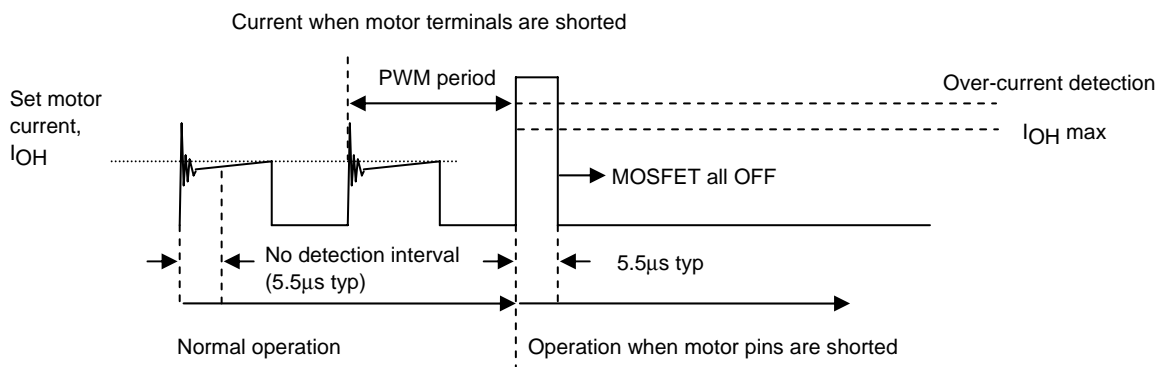 Current when motor terminals are shorted
PWM period
Over-current detection
Set motor
current,
IOH
IOH max
MOSFET all OFF
No detection interval
(5.5μs typ)
5.5μs typ
Normal operation
Operation when motor pins are shorted